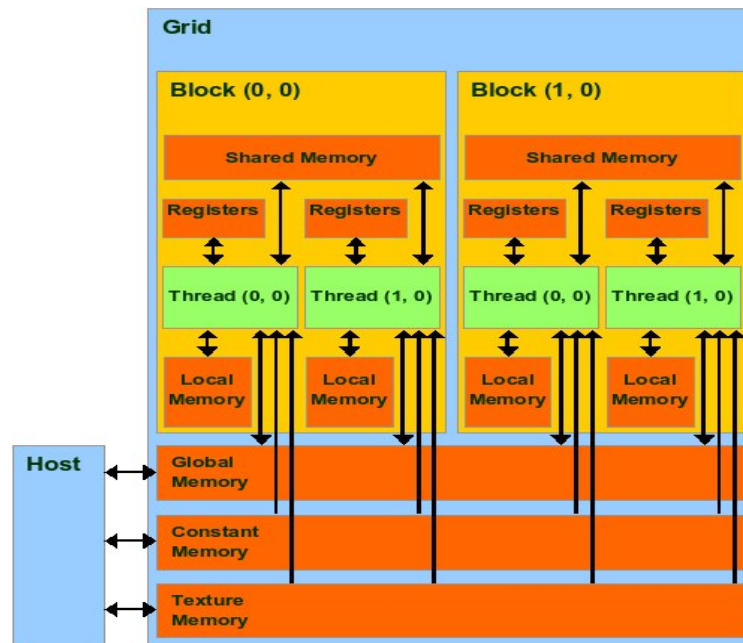 Grid
Block (0, 0)
Block (1, 0)
Shared Memory
Shared Memory
Registers
Registers
Registers
Registers
Thread (0, 0)
Thread (1, 0)
Thread (0, 0)
Thread (1, 0)
Local
Memory
Local
Memory
Local
Memory
Local
Memory
Host
Global
Memory
Constant
Memory
Texture
Memory